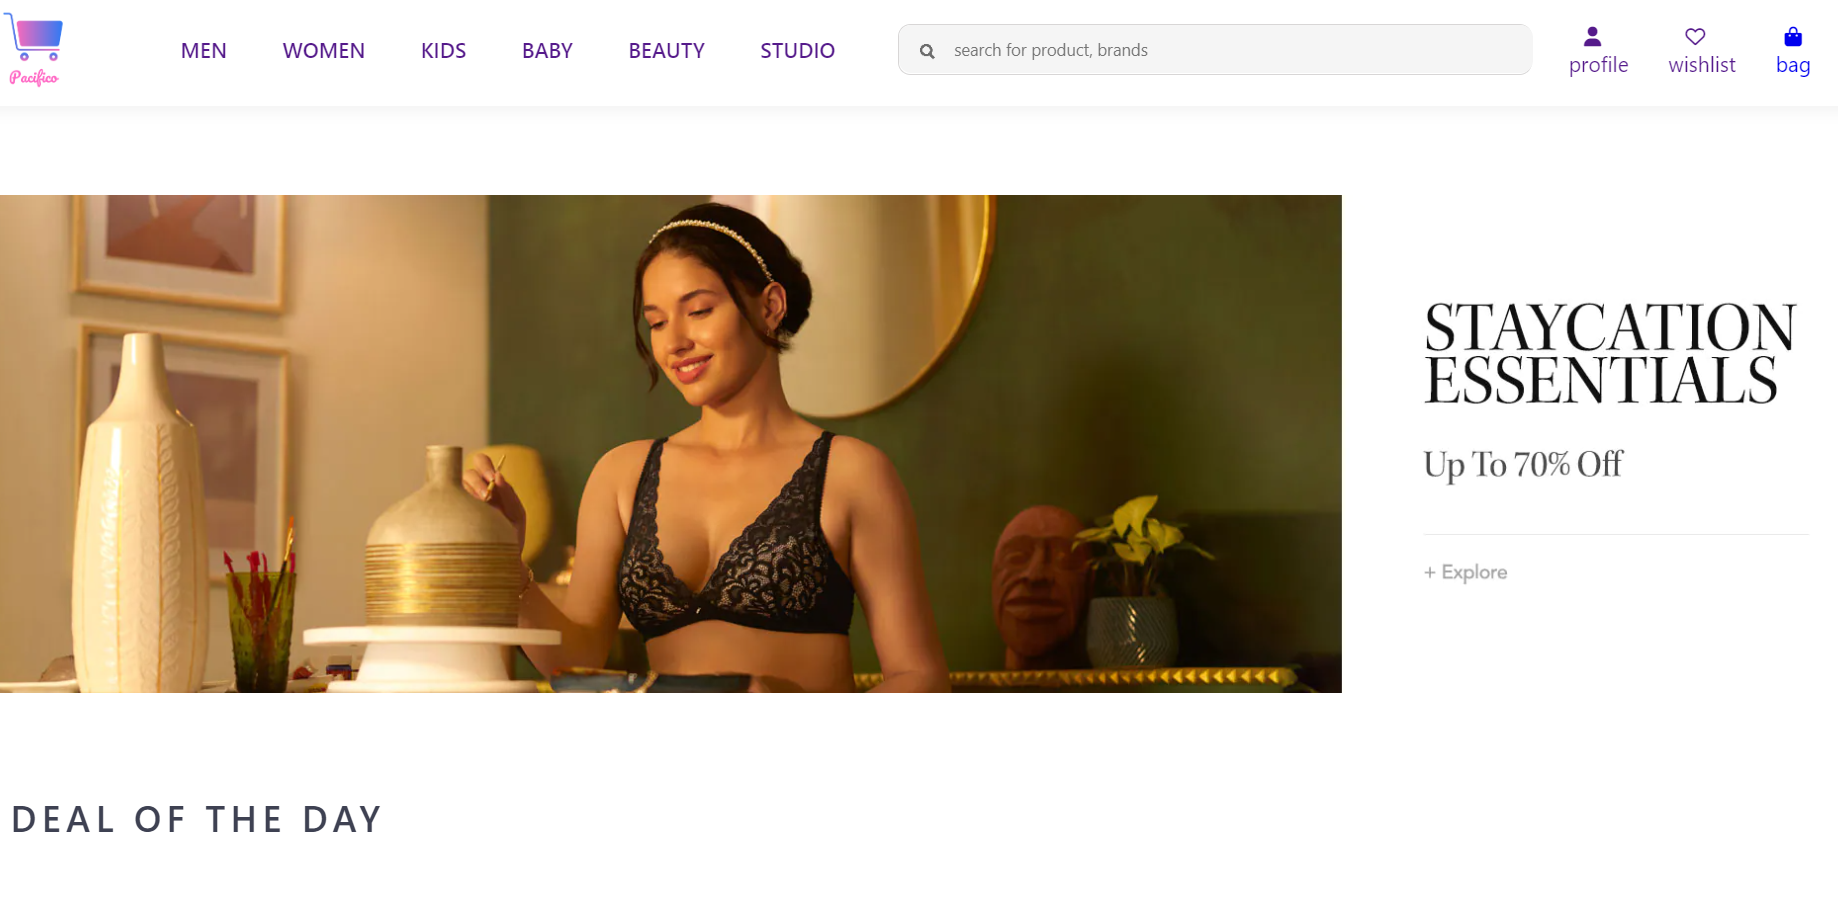 Pacifico
MEN WOMEN KIDS BABY BEAUTY STUDIO
search for product, brands
profile wishlist bag
STAYCATION
ESSENTIALS
Up To 70% Off
+ Explore
DEAL OF THE DAY